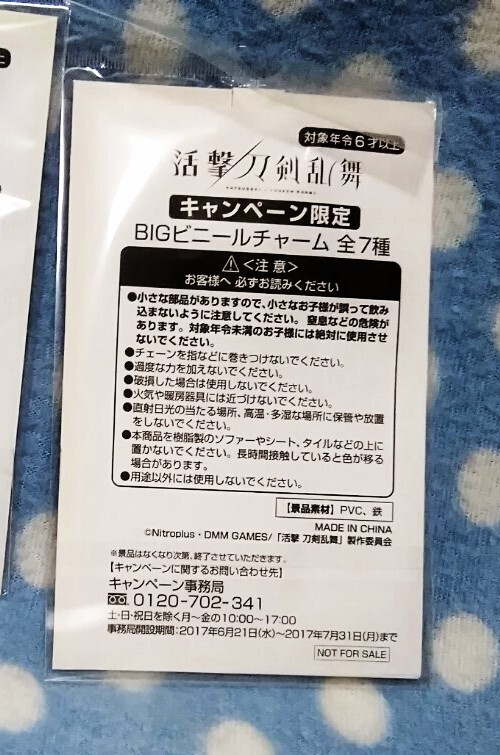 対象年令6才以上
活撃 刀剣乱舞
キャンペーン限定
BIGビニールチャーム 全7種
⚠<注意>
お客様へ 必ずお読みください
●小さな部品がありますので、小さなお子様が誤って飲み
込まないように注意してください。窒息などの危険が
あります。対象年令未満のお子様には絶対に使用させ
ないでください。
●チェーンを指などに巻きつけないでください。
●過度な力を加えないでください。
●破損した場合は使用しないでください。
●火気や暖房器具には近づけないでください。
●直射日光の当たる場所、高温・多湿な場所に保管や放置
をしないでください。
●本商品を樹脂製のソファーやシート、タイルなどの上に
置かないでください。長時間接触していると色が移る
場合があります。
●用途以外には使用しないでください。
【景品素材】PVC、鉄
MADE IN CHINA
©Nitroplus・DMM GAMES/「活撃 刀剣乱舞」製作委員会
※景品はなくなり次第、終了させていただきます。
【キャンペーンに関するお問い合わせ先】
キャンペーン事務局
0120-702-341
土・日・祝日を除く月~金の10:00~17:00
事務局開設期間:2017年6月21日(水)~2017年7月31日(月)まで
NOT FOR SALE